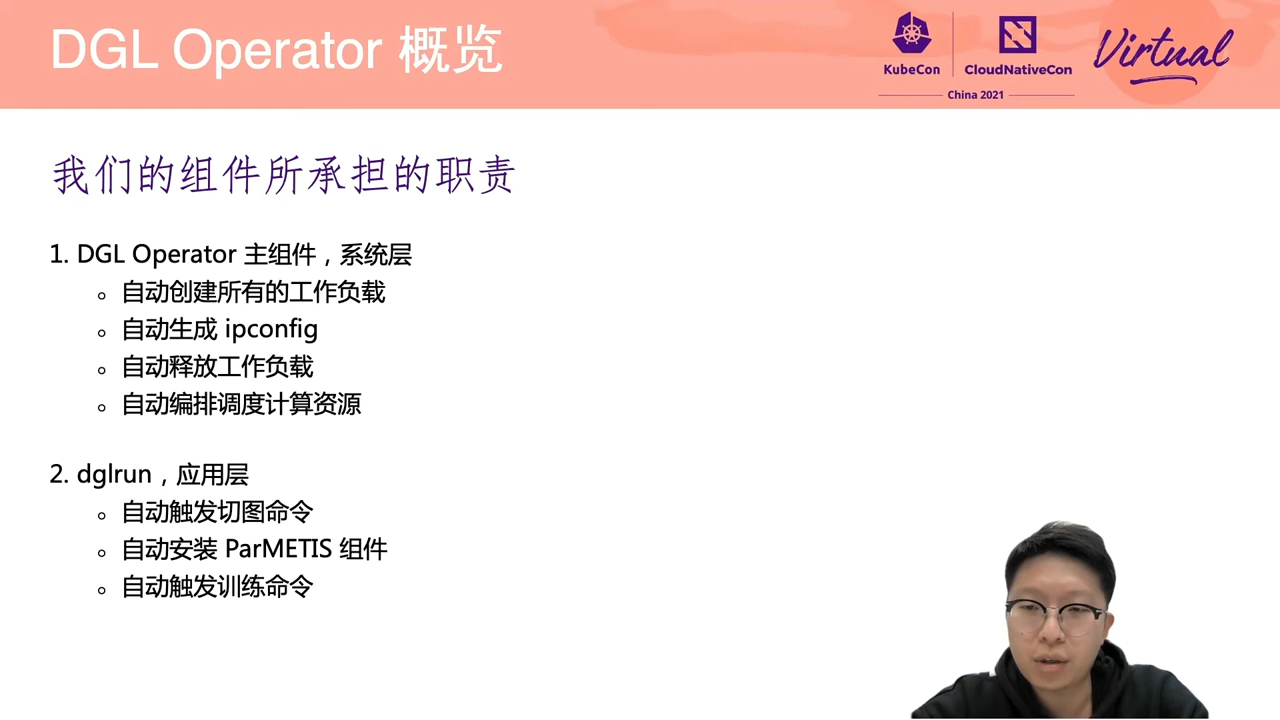 DGL Operator 概览
KubeCon
CloudNativeCon
China 2021
Virtual
我们的组件所承担的职责
1. DGL Operator 主组件，系统层
自动创建所有的工作负载
自动生成 ipconfig
自动释放工作负载
自动编排调度计算资源
2. dglrun，应用层
自动触发切图命令
自动安装 ParMETIS 组件
自动触发训练命令